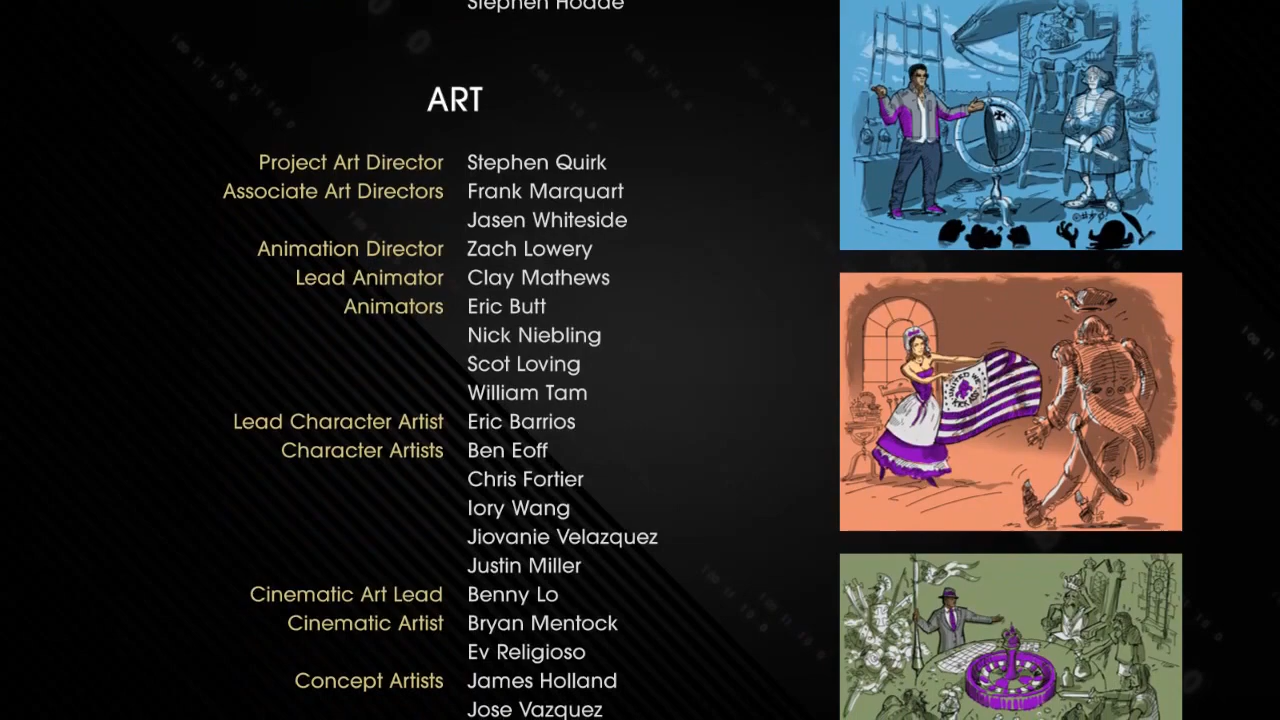 Stephen Hodde
ART
Project Art Director Stephen Quirk
Associate Art Directors Frank Marquart
Jasen Whiteside
Animation Director Zach Lowery
Lead Animator Clay Mathews
Animators Eric Butt
Nick Niebling
Scot Loving
William Tam
Lead Character Artist Eric Barrios
Character Artists Ben Eoff
Chris Fortier
Iory Wang
Jiovanie Velazquez
Justin Miller
Cinematic Art Lead Benny Lo
Cinematic Artist Bryan Mentock
Ev Religioso
Concept Artists James Holland
Jose Vazquez